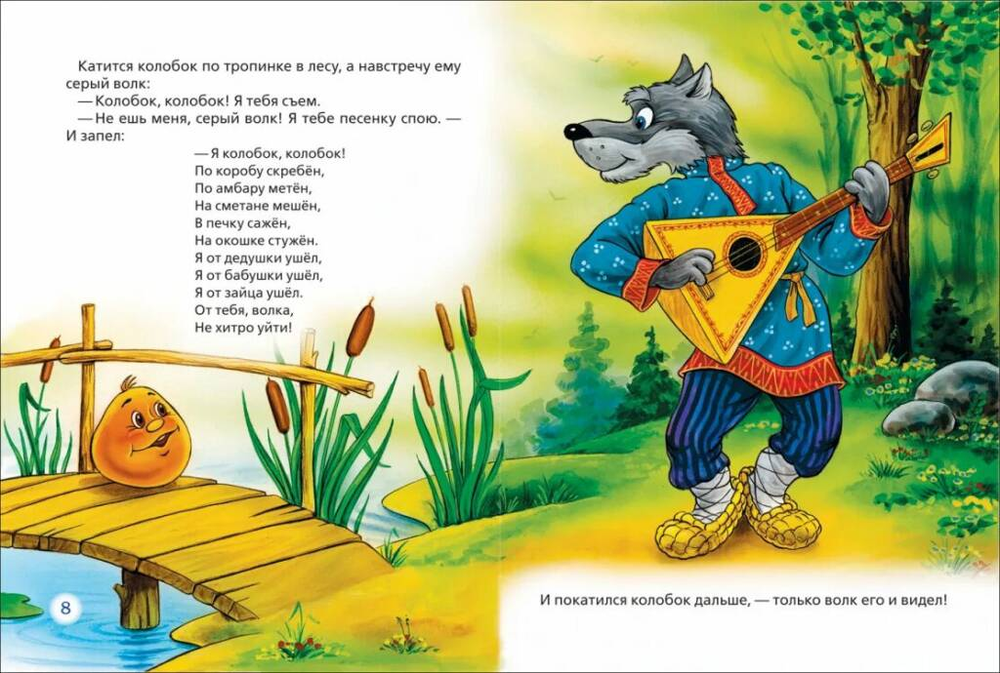 Катится колобок по тропинке в лесу, а навстречу ему
серый волк:
— Колобок, колобок! Я тебя съем.
— Не ешь меня, серый волк! Я тебе песенку спою. —
И запел:
— Я колобок, колобок!
По коробу скребён,
По амбару метён,
На сметане мешён,
В печку сажён,
На окошке стужён.
Я от дедушки ушёл,
Я от бабушки ушёл,
Я от зайца ушёл.
От тебя, волка,
Не хитро уйти!
8
И покатился колобок дальше, — только волк его и видел!